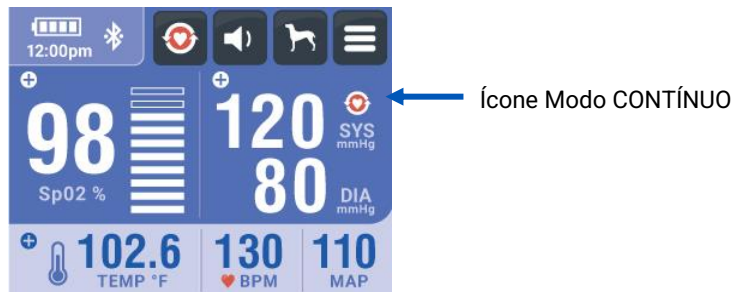 12:00pm
98
Sp02 %
120
SYS
mmHg
80
DIA
mmHg
102.6
TEMP °F
130
BPM
110
MAP
Ícone Modo CONTÍNUO